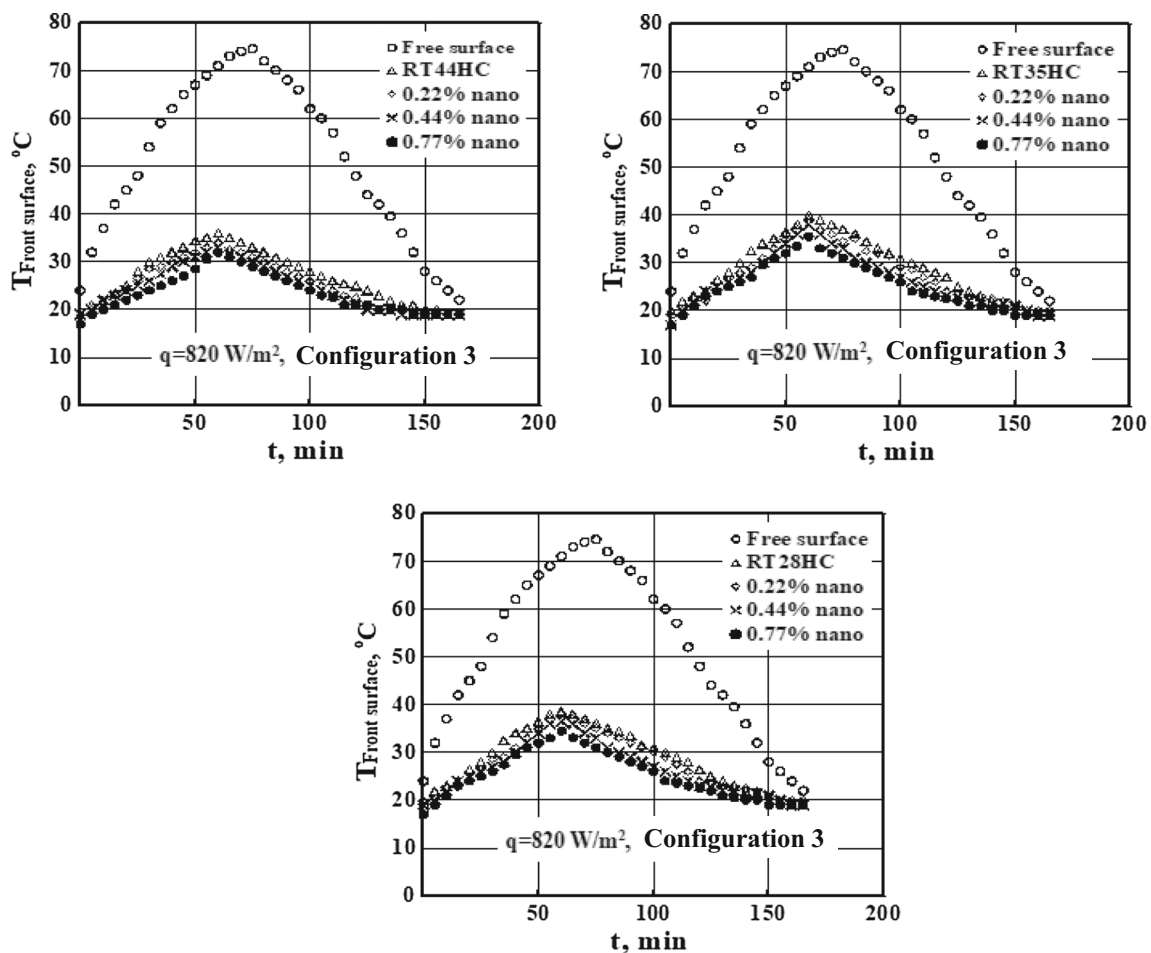 80
70
60
50
40
30
20
10
0
T Front surface, °C
Free surface
RT44HC
0.22% nano
0.44% nano
0.77% nano
q=820 W/m², Configuration 3
50 100 150 200
t, min
80
70
60
50
40
30
20
10
0
T Front surface, °C
Free surface
RT35HC
0.22% nano
0.44% nano
0.77% nano
q=820 W/m², Configuration 3
50 100 150 200
t, min
80
70
60
50
40
30
20
10
0
T Front surface, °C
Free surface
RT28HC
0.22% nano
0.44% nano
0.77% nano
q=820 W/m², Configuration 3
50 100 150 200
t, min